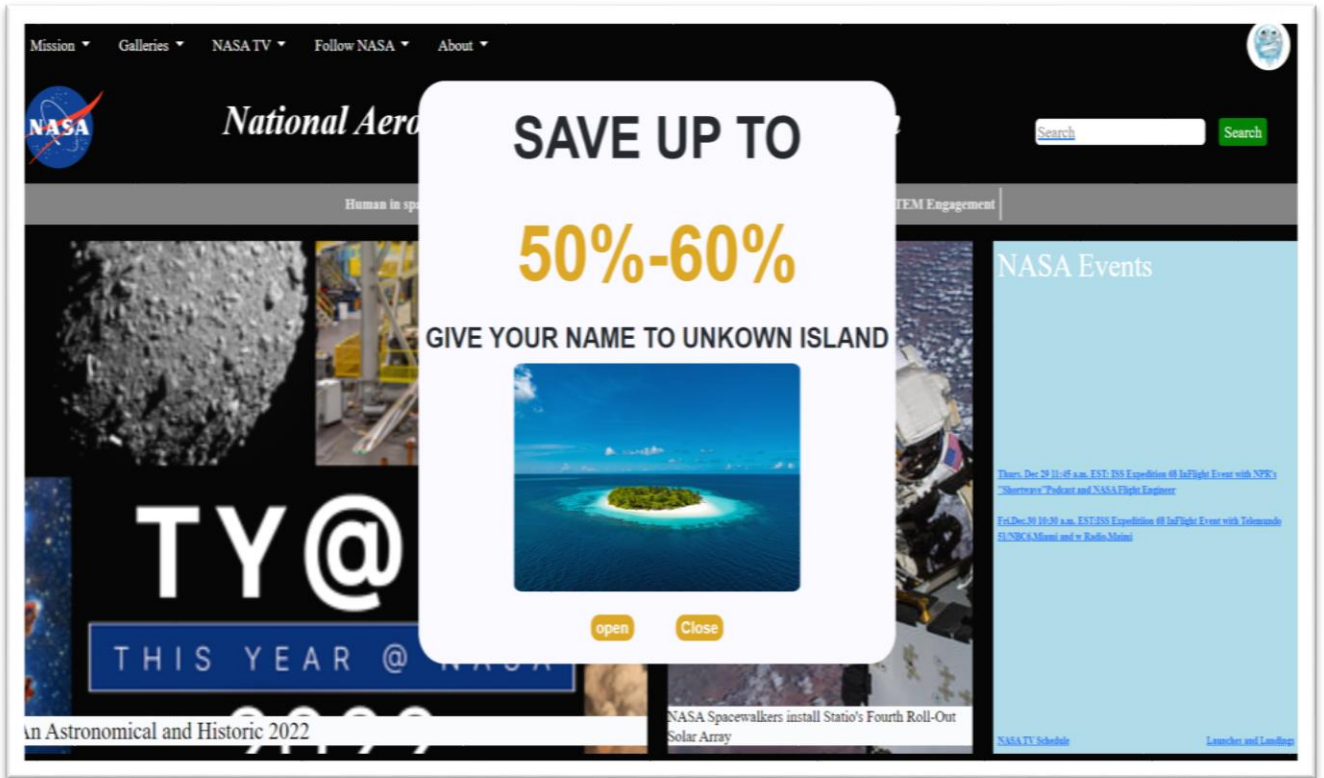 Mission Galleries NASA TV Follow NASA About
NASA
National Aero
Search Search
Human in sp TEM Engagement
SAVE UP TO
50%-60%
GIVE YOUR NAME TO UNKOWN ISLAND
open Close
TY@
THIS YEAR @ NASA
An Astronomical and Historic 2022
NASA Spacewalkers install Statio's Fourth Roll-Out
Solar Array
NASA Events
Thurs, Dec 29 11:45 a.m. EST: ISS Expedition 68 InFlight Event with NPR's
"Shortwave"Podcast and NASA Flight Engineer
Fri,Dec.30 10:30 a.m. EST:ISS Expedition 68 InFlight Event with Telemundo
51/NBC6,Miami and w Radio,Maimi
NASA TV Schedule Launches and Landings